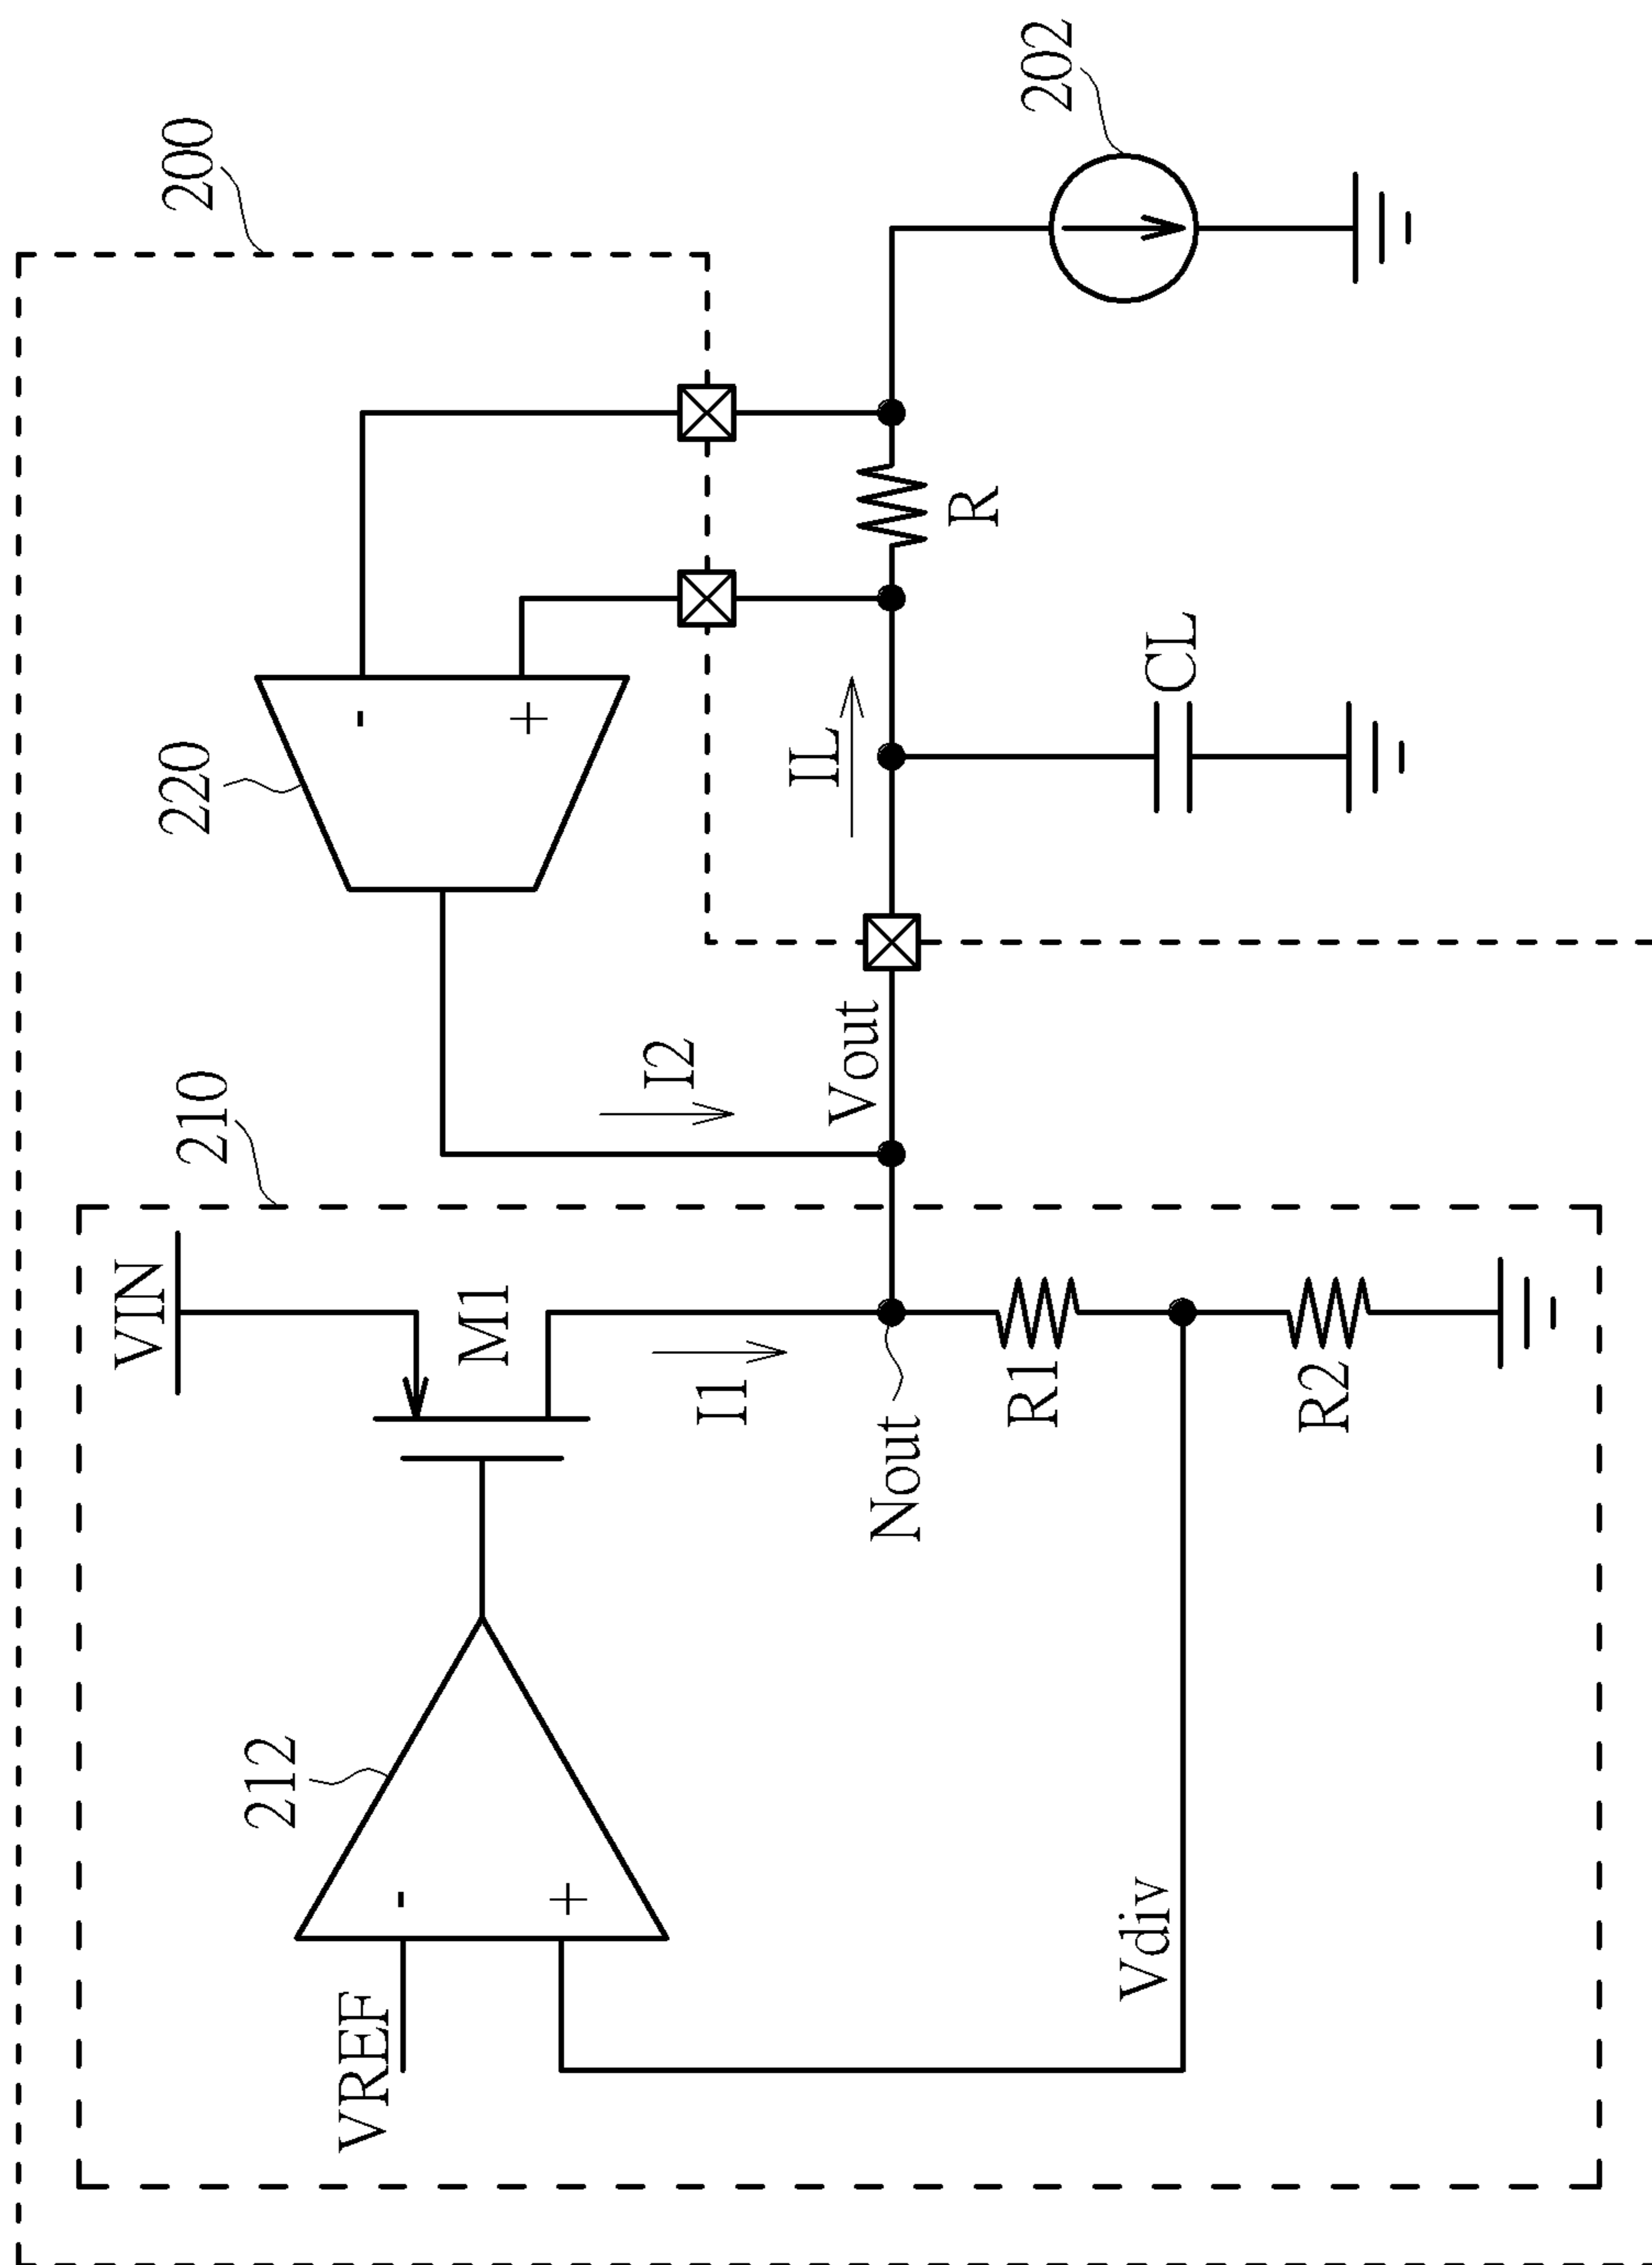 200
202
220
-
+
R
IL
CL
210
I2
Vout
VIN
M1
I1
Nout
R1
R2
212
-
+
VREF
Vdiv